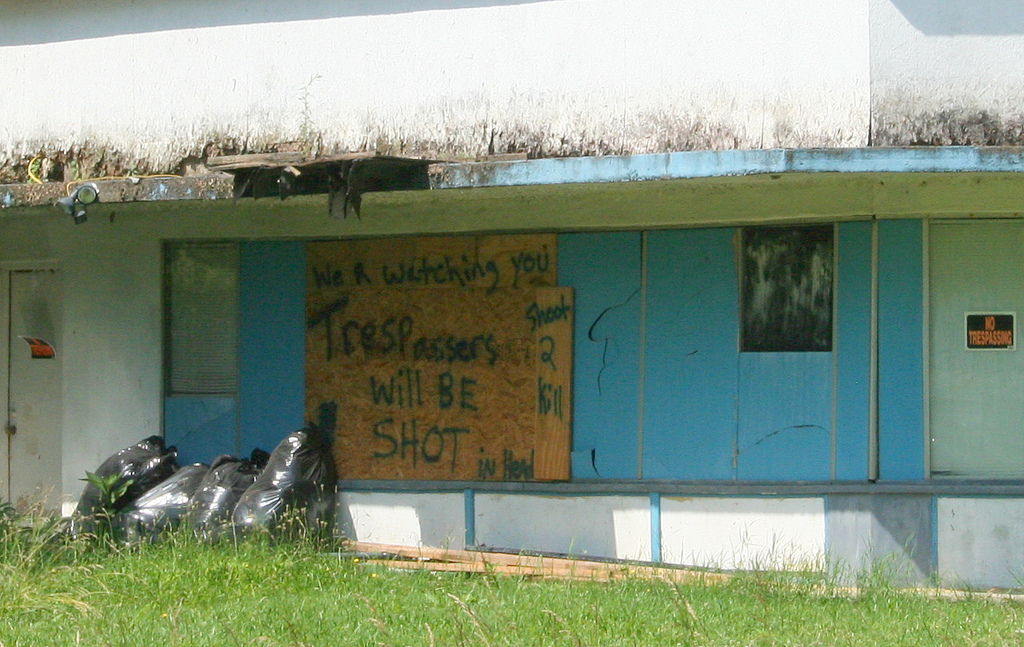 We R watching you
Trespassers
Will BE
SHOT in Head
Shoot
2
Kill
NO
TRESPASSING